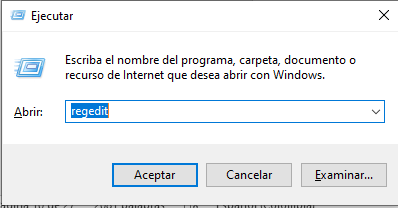 Ejecutar
Escriba el nombre del programa, carpeta, documento o
recurso de Internet que desea abrir con Windows.
Abrir:
regedit
Aceptar
Cancelar
Examinar...